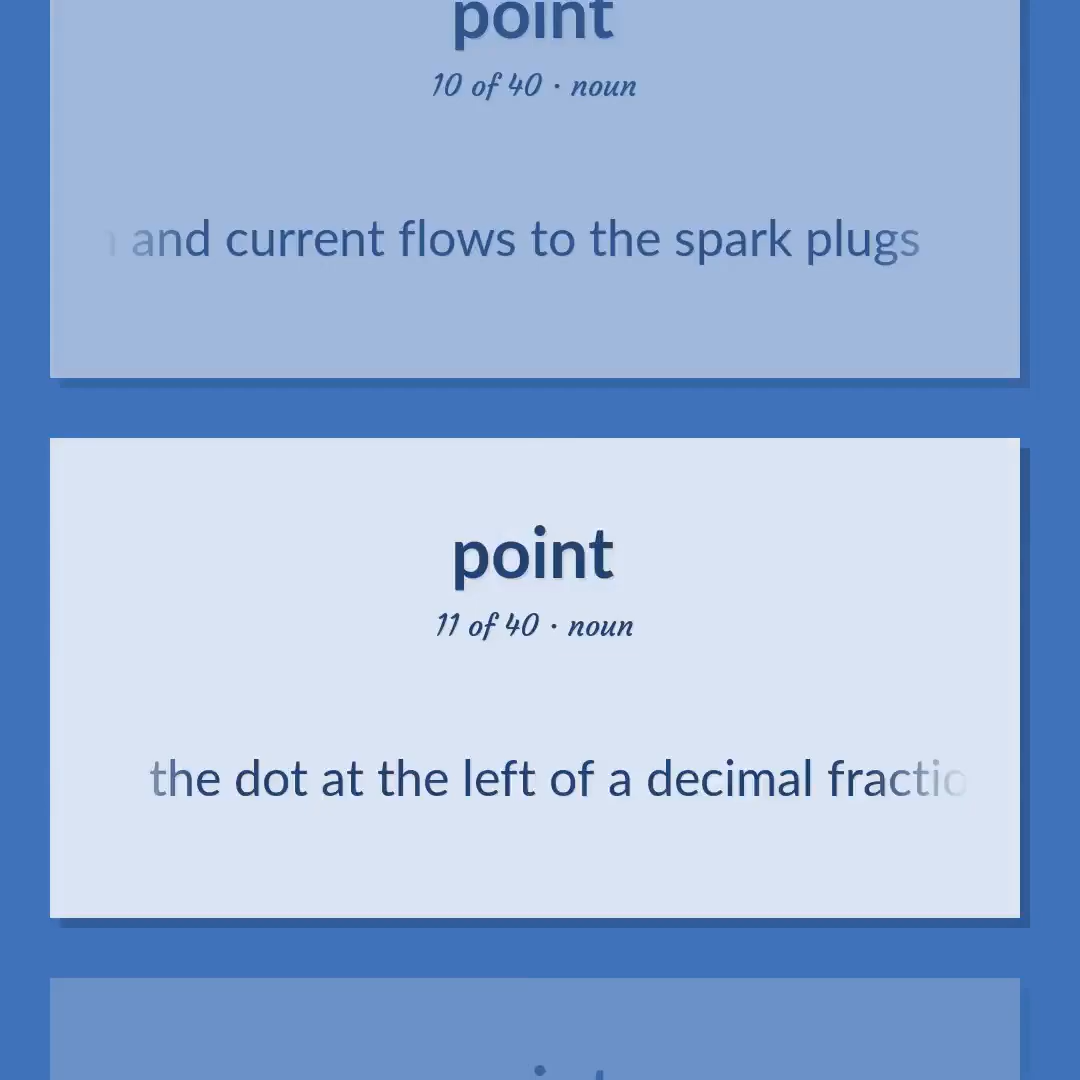 point
10 of 40 · noun
and current flows to the spark plugs
point
11 of 40 · noun
the dot at the left of a decimal fractio